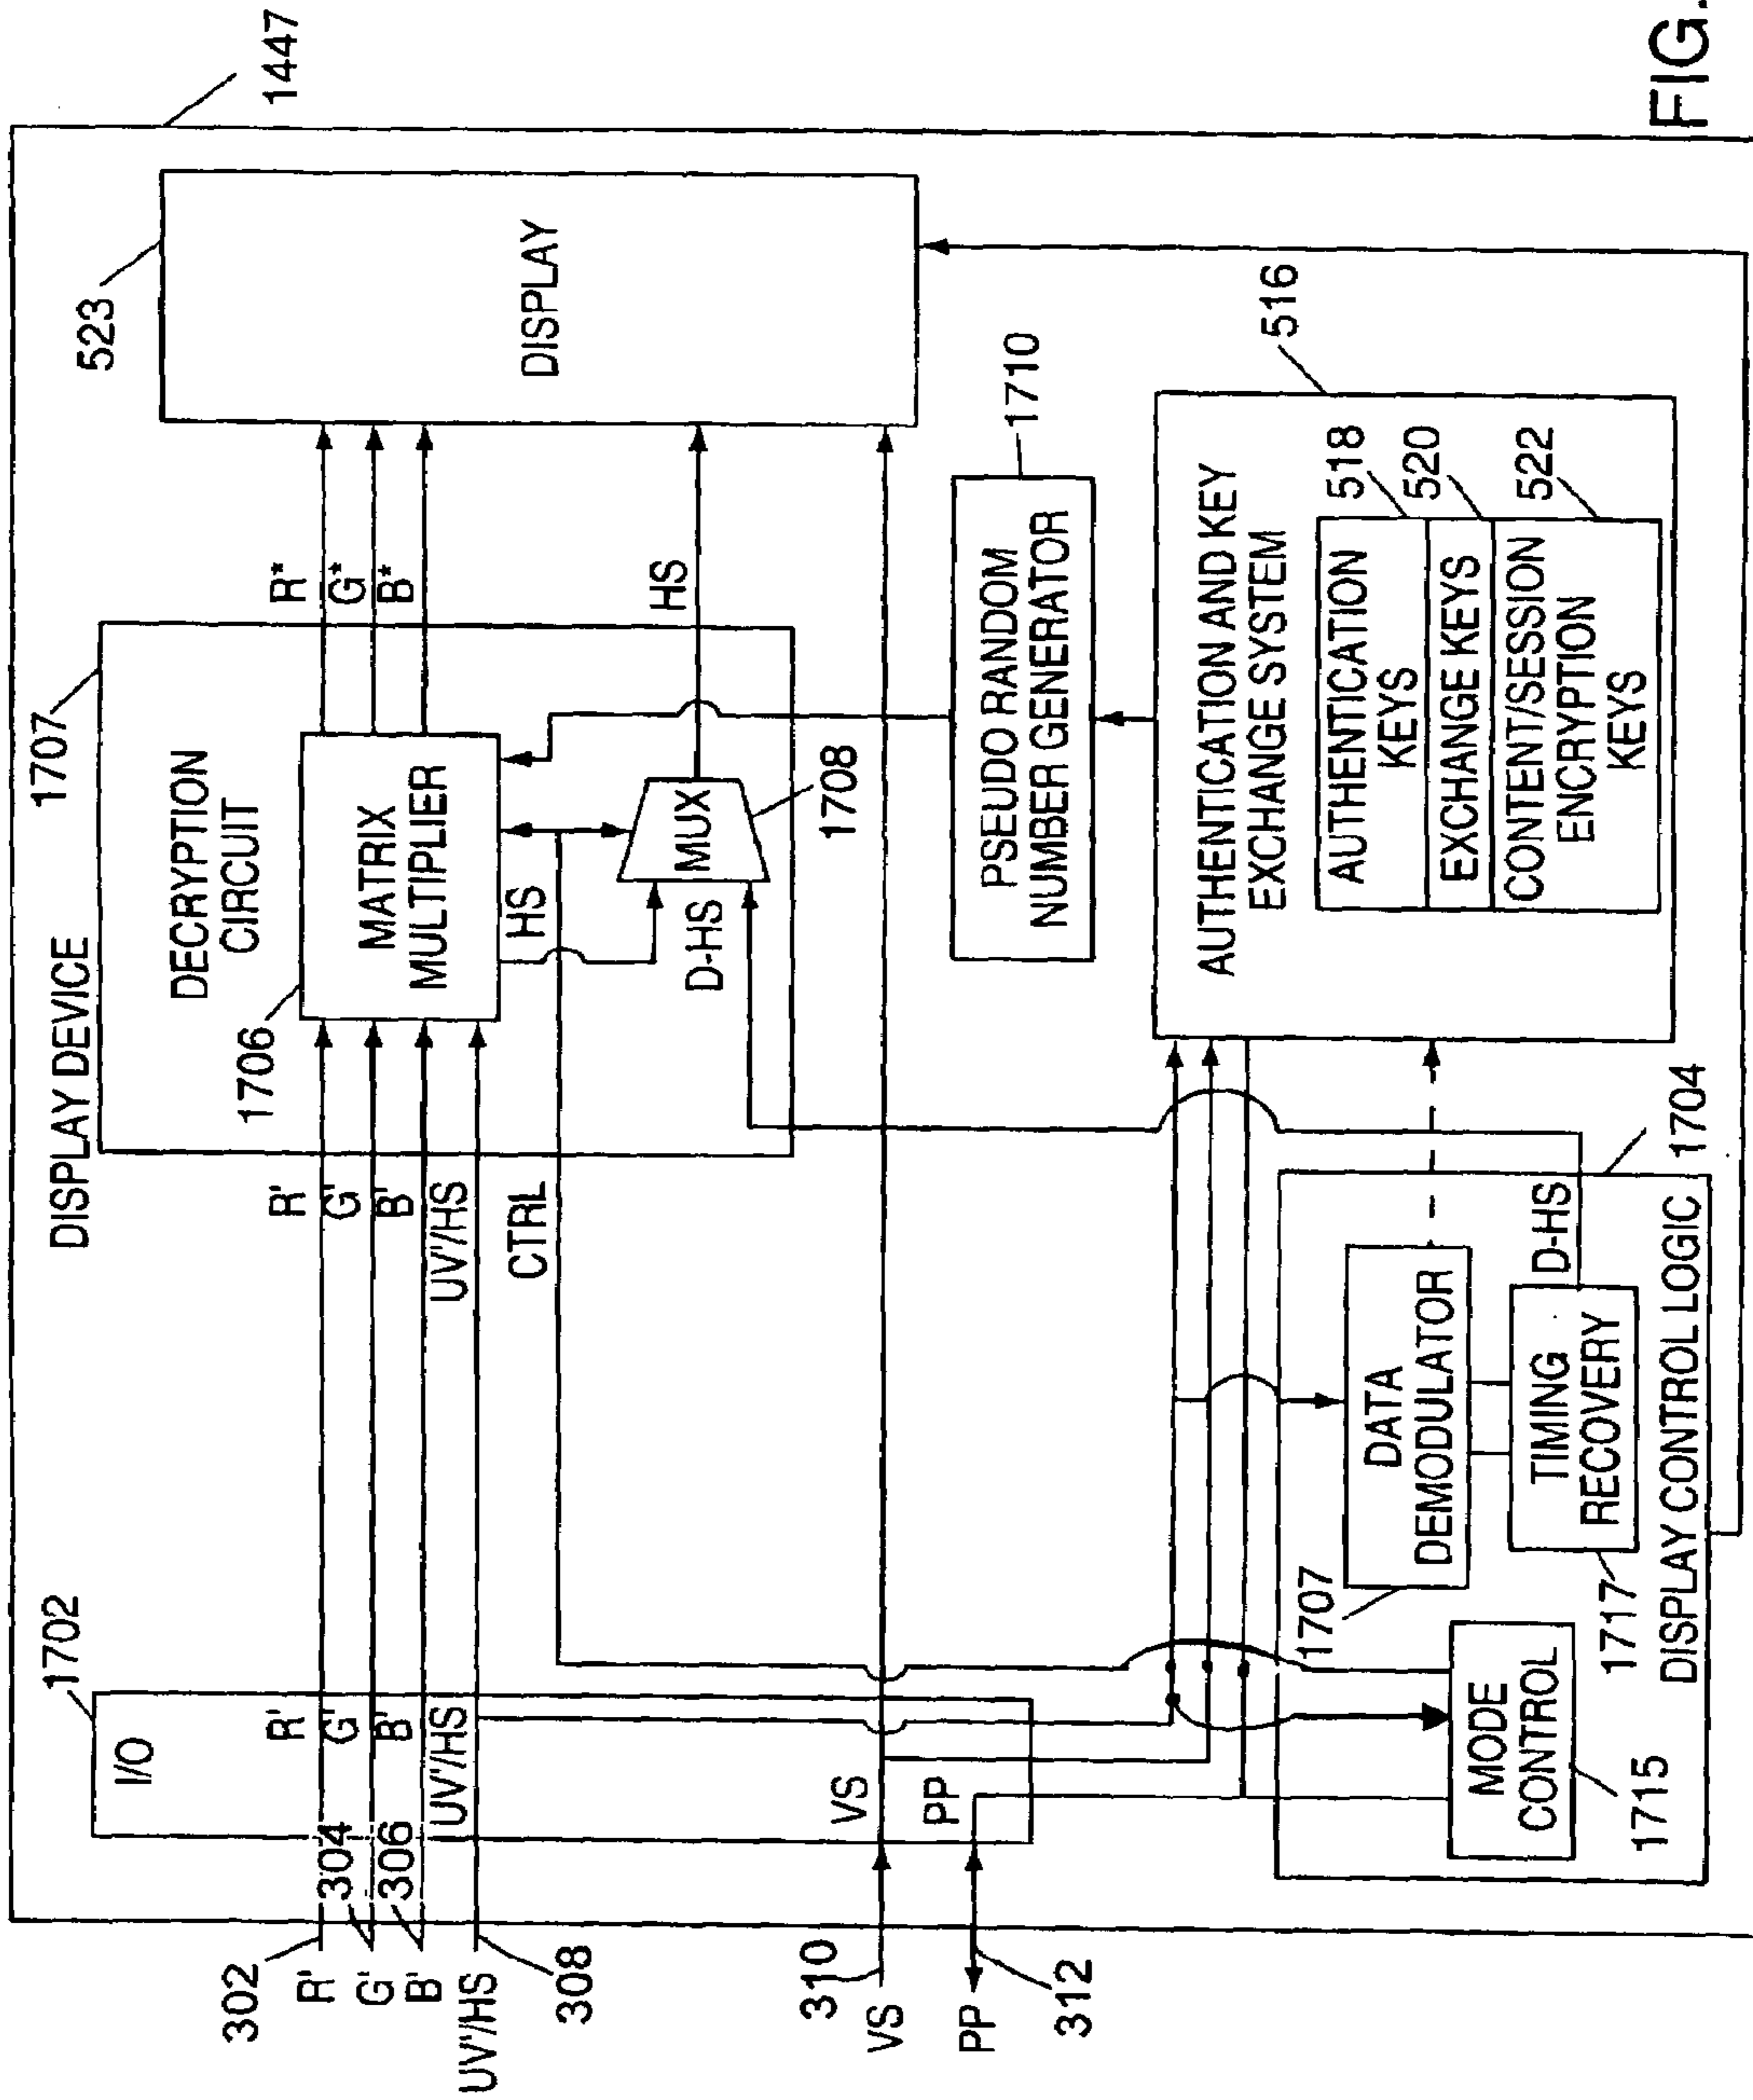 1447
DISPLAY DEVICE
1702
I/O
R'
G'
B'
UV'/HS
302
304
306
308
R'
G'
B'
UV'/HS
R'
G'
B'
UV'/HS
CTRL
1707
DECRYPTION
CIRCUIT
1706
MATRIX
MULTIPLIER
HS
D-HS
MUX
1708
R*
G*
B*
HS
523
DISPLAY
310
VS
VS
312
PP
PP
PSEUDO RANDOM
NUMBER GENERATOR
1710
516
AUTHENTICATION AND KEY
EXCHANGE SYSTEM
AUTHENTICATION
KEYS
518
EXCHANGE KEYS
520
CONTENT/SESSION
ENCRYPTION
KEYS
522
MODE
CONTROL
1715
DATA
DEMODULATOR
1707
TIMING
RECOVERY
1717
D-HS
1704
DISPLAY CONTROL LOGIC
FIG.